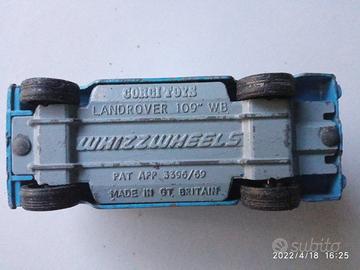 CORGI TOYS
LANDROVER 109" WB
WHIZZWHEELS
PAT APP 3396/69
MADE IN GT. BRITAIN
subito
2022/4/18 16:25